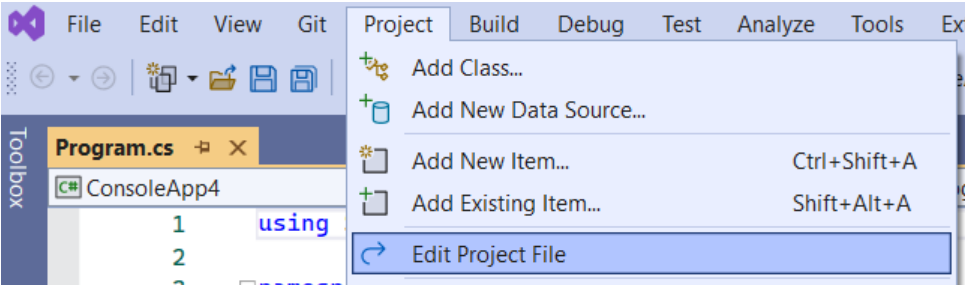 File Edit View Git Project Build Debug Test Analyze Tools
Add Class...
Add New Data Source...
Toolbox
Program.cs
Add New Item... Ctrl+Shift+A
C# ConsoleApp4
Add Existing Item... Shift+Alt+A
1 using
Edit Project File
2